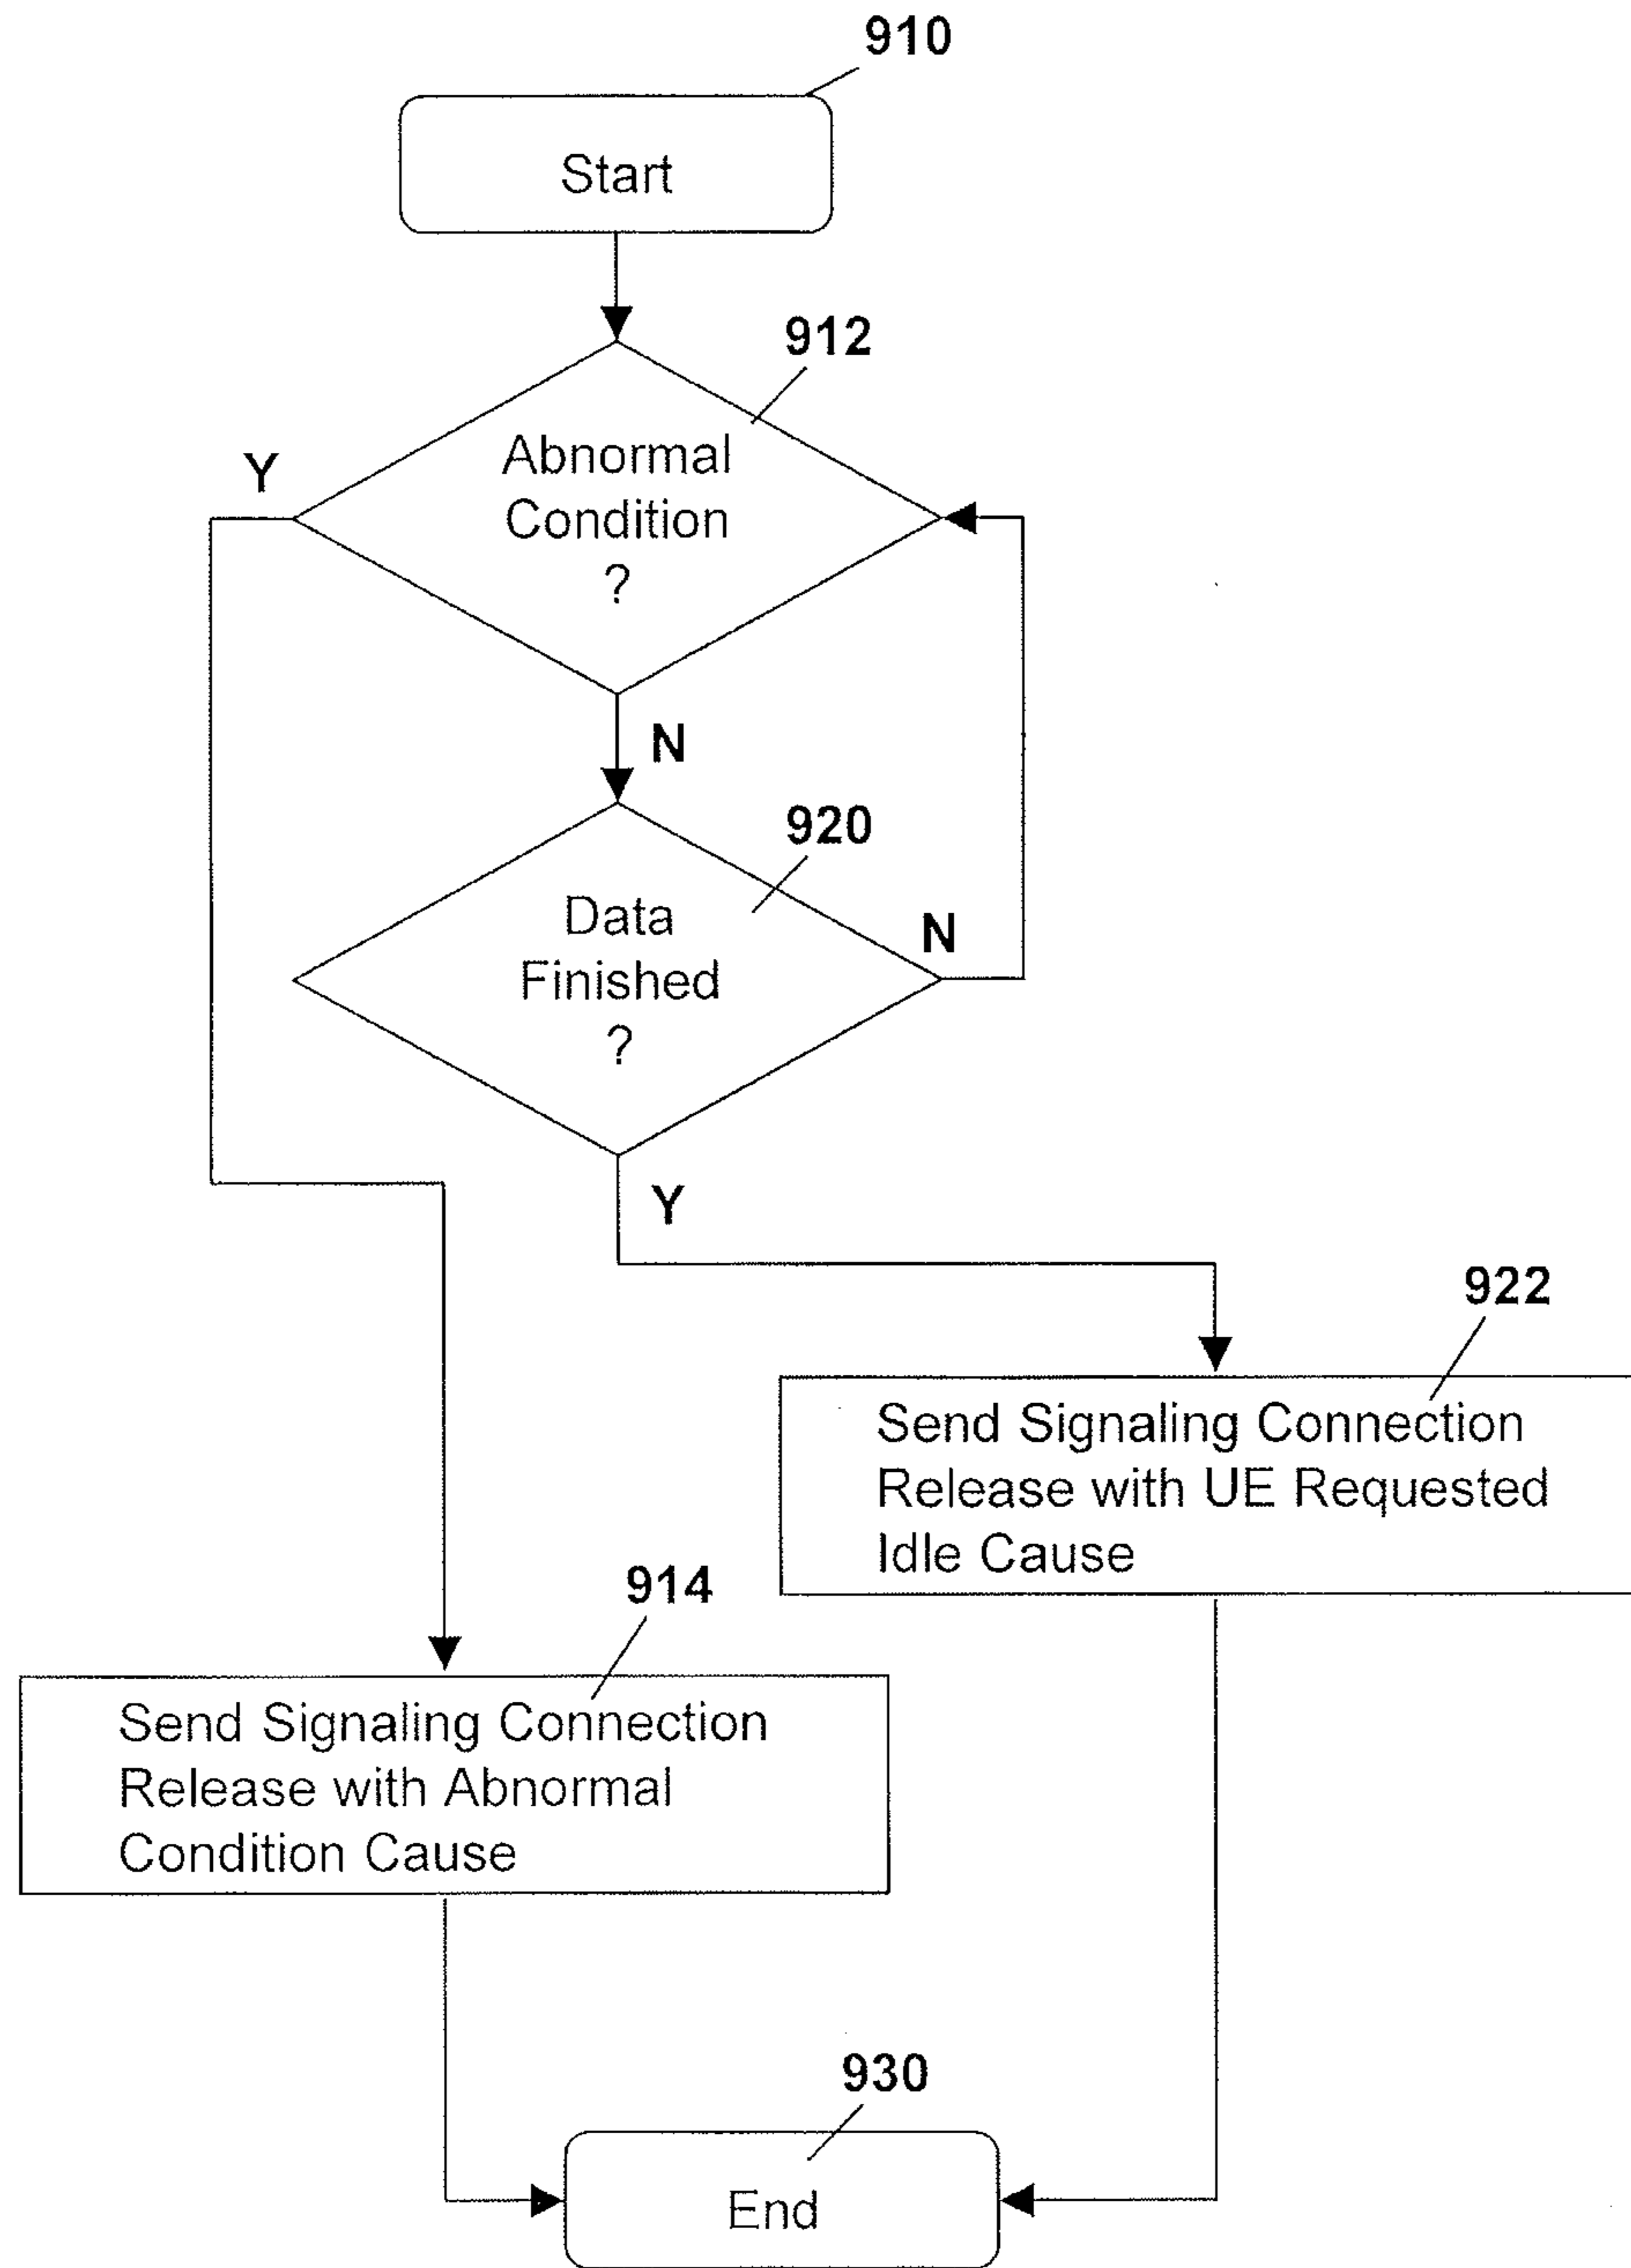 910
Start
912
Abnormal
Condition
?
Y
N
920
Data
Finished
?
N
Y
922
Send Signaling Connection
Release with UE Requested
Idle Cause
914
Send Signaling Connection
Release with Abnormal
Condition Cause
930
End